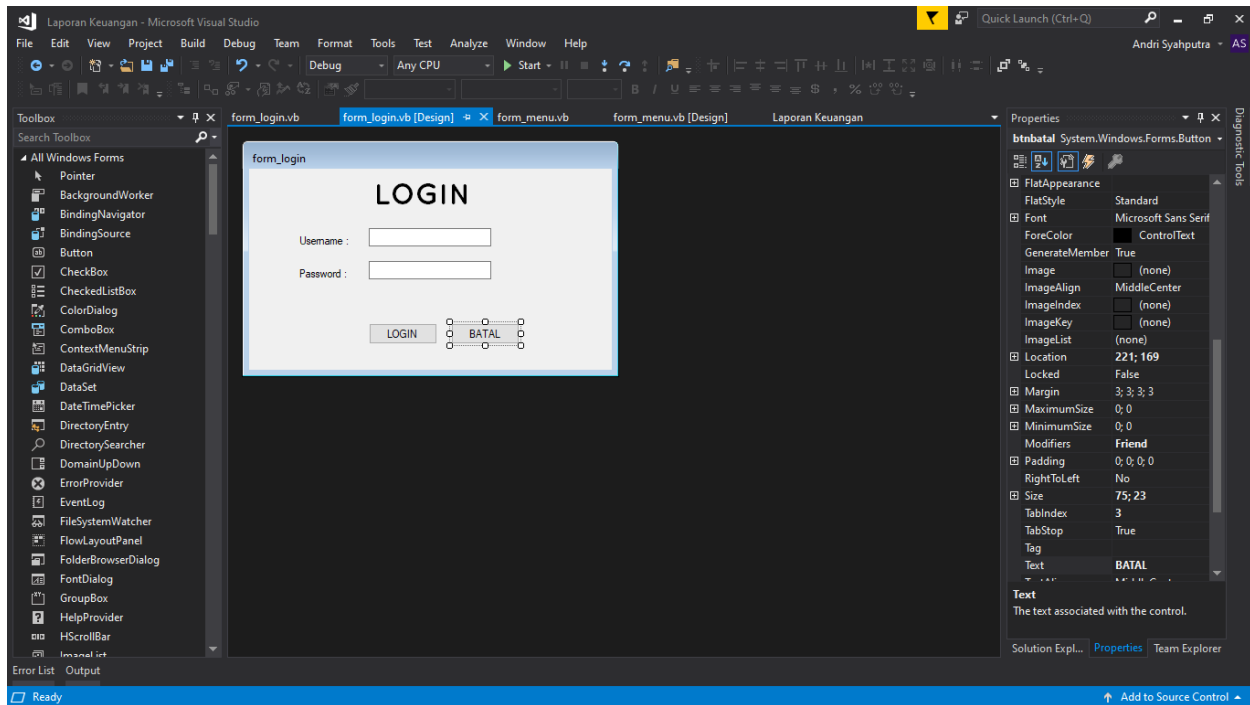 Laporan Keuangan - Microsoft Visual Studio
Quick Launch (Ctrl+Q)
File Edit View Project Build Debug Team Format Tools Test Analyze Window Help
Andri Syahputra
AS
Debug
Any CPU
Start
Toolbox
Search Toolbox
All Windows Forms
Pointer
BackgroundWorker
BindingNavigator
BindingSource
Button
CheckBox
CheckedListBox
ColorDialog
ComboBox
ContextMenuStrip
DataGridView
DataSet
DateTimePicker
DirectoryEntry
DirectorySearcher
DomainUpDown
ErrorProvider
EventLog
FileSystemWatcher
FlowLayoutPanel
FolderBrowserDialog
FontDialog
GroupBox
HelpProvider
HScrollBar
ImageList
form_login.vb
form_login.vb [Design]
form_menu.vb
form_menu.vb [Design]
Laporan Keuangan
form_login
LOGIN
Username :
Password :
LOGIN
BATAL
Properties
btnbatal System.Windows.Forms.Button
FlatAppearance
FlatStyle Standard
Font Microsoft Sans Serif
ForeColor ControlText
GenerateMember True
Image (none)
ImageAlign MiddleCenter
ImageIndex (none)
ImageKey (none)
ImageList (none)
Location 221; 169
Locked False
Margin 3; 3; 3; 3
MaximumSize 0; 0
MinimumSize 0; 0
Modifiers Friend
Padding 0; 0; 0; 0
RightToLeft No
Size 75; 23
TabIndex 3
TabStop True
Tag
Text BATAL
Text
The text associated with the control.
Solution Expl... Properties Team Explorer
Diagnostic Tools
Error List Output
Ready
Add to Source Control